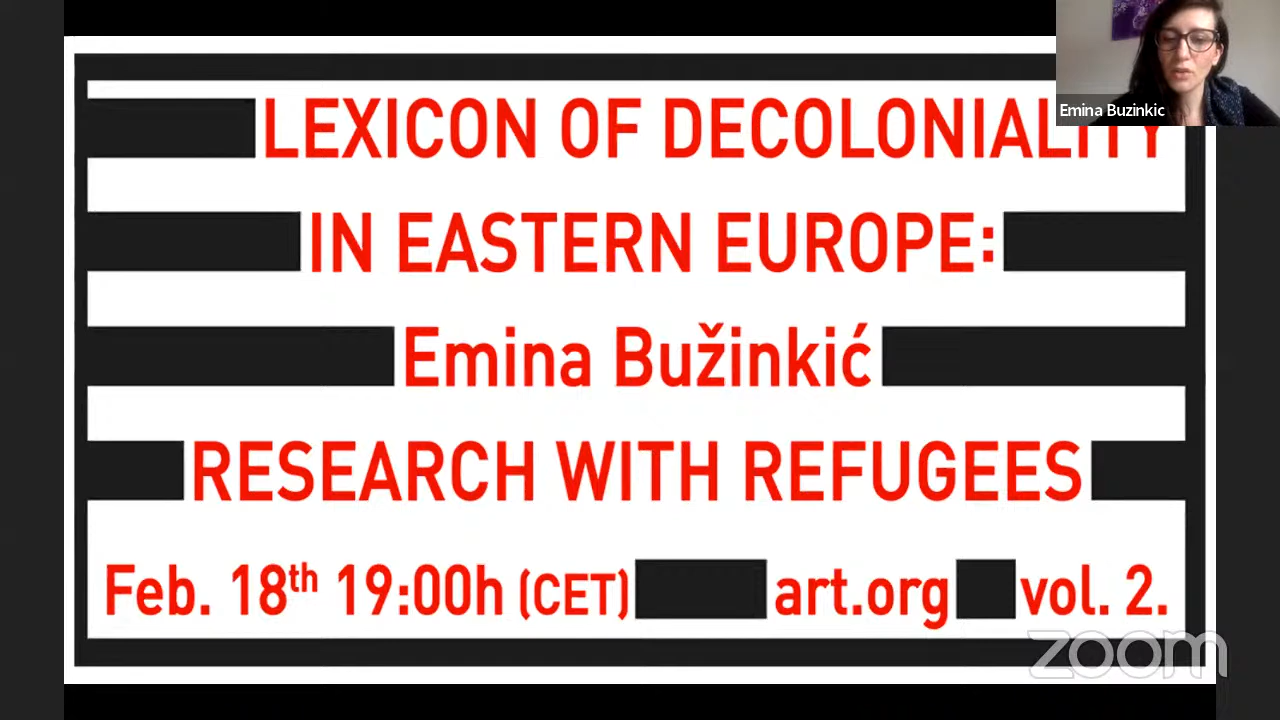 Emina Buzinkic
LEXICON OF DECOLONIALITY
IN EASTERN EUROPE:
Emina Bužinkić
RESEARCH WITH REFUGEES
Feb. 18th 19:00h (CET) art.org vol. 2.
zoom